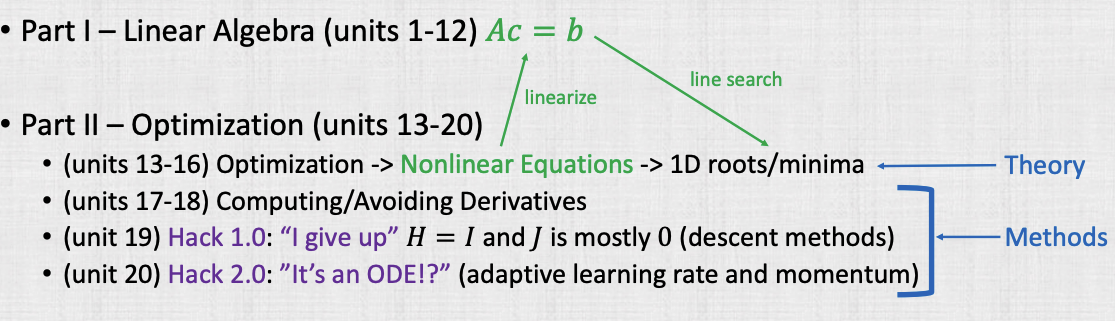 • Part I – Linear Algebra (units 1-12) Ac = b
line search
linearize
• Part II – Optimization (units 13-20)
• (units 13-16) Optimization -> Nonlinear Equations -> 1D roots/minima
Theory
• (units 17-18) Computing/Avoiding Derivatives
• (unit 19) Hack 1.0: “I give up” H = I and J is mostly 0 (descent methods)
Methods
• (unit 20) Hack 2.0: ”It’s an ODE!?” (adaptive learning rate and momentum)